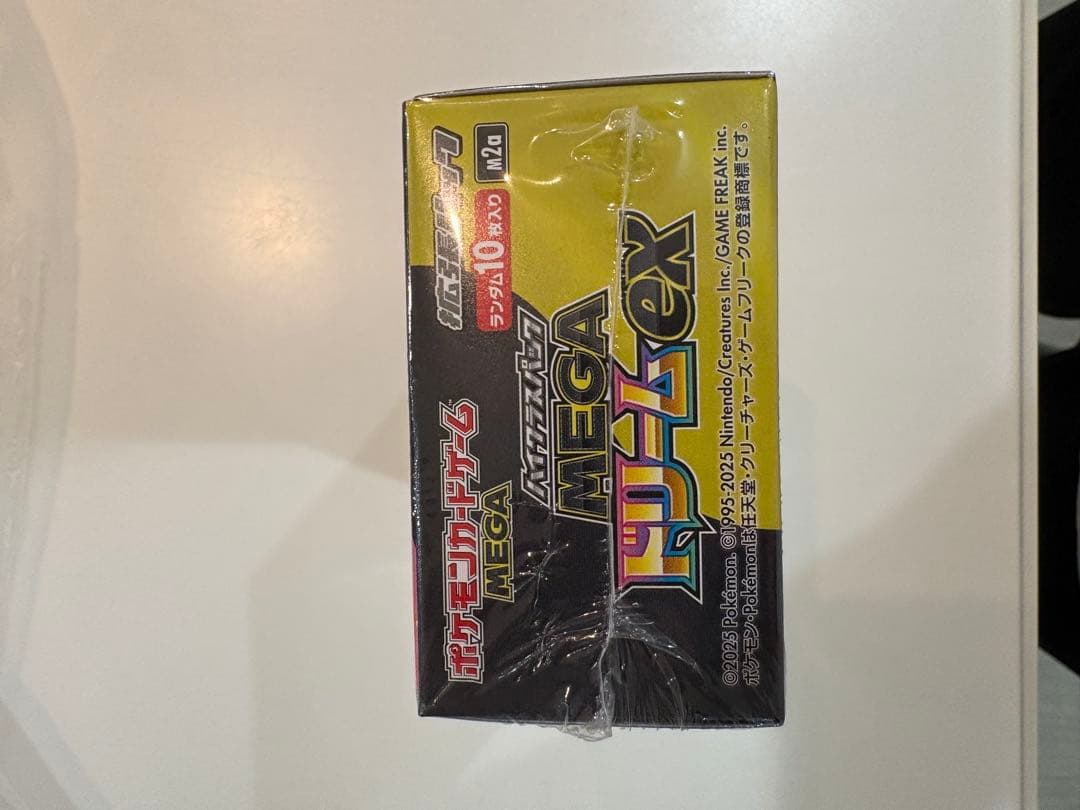 ポケモンカードゲーム™
MEGA
拡張パック
ランダム10枚入り
M2a
ハイクラスパック
MEGA
ドリームex
©2025 Pokémon. ©1995-2025 Nintendo/Creatures Inc./GAME FREAK inc.
ポケモン・Pokémonは任天堂・クリーチャーズ・ゲームフリークの登録商標です。